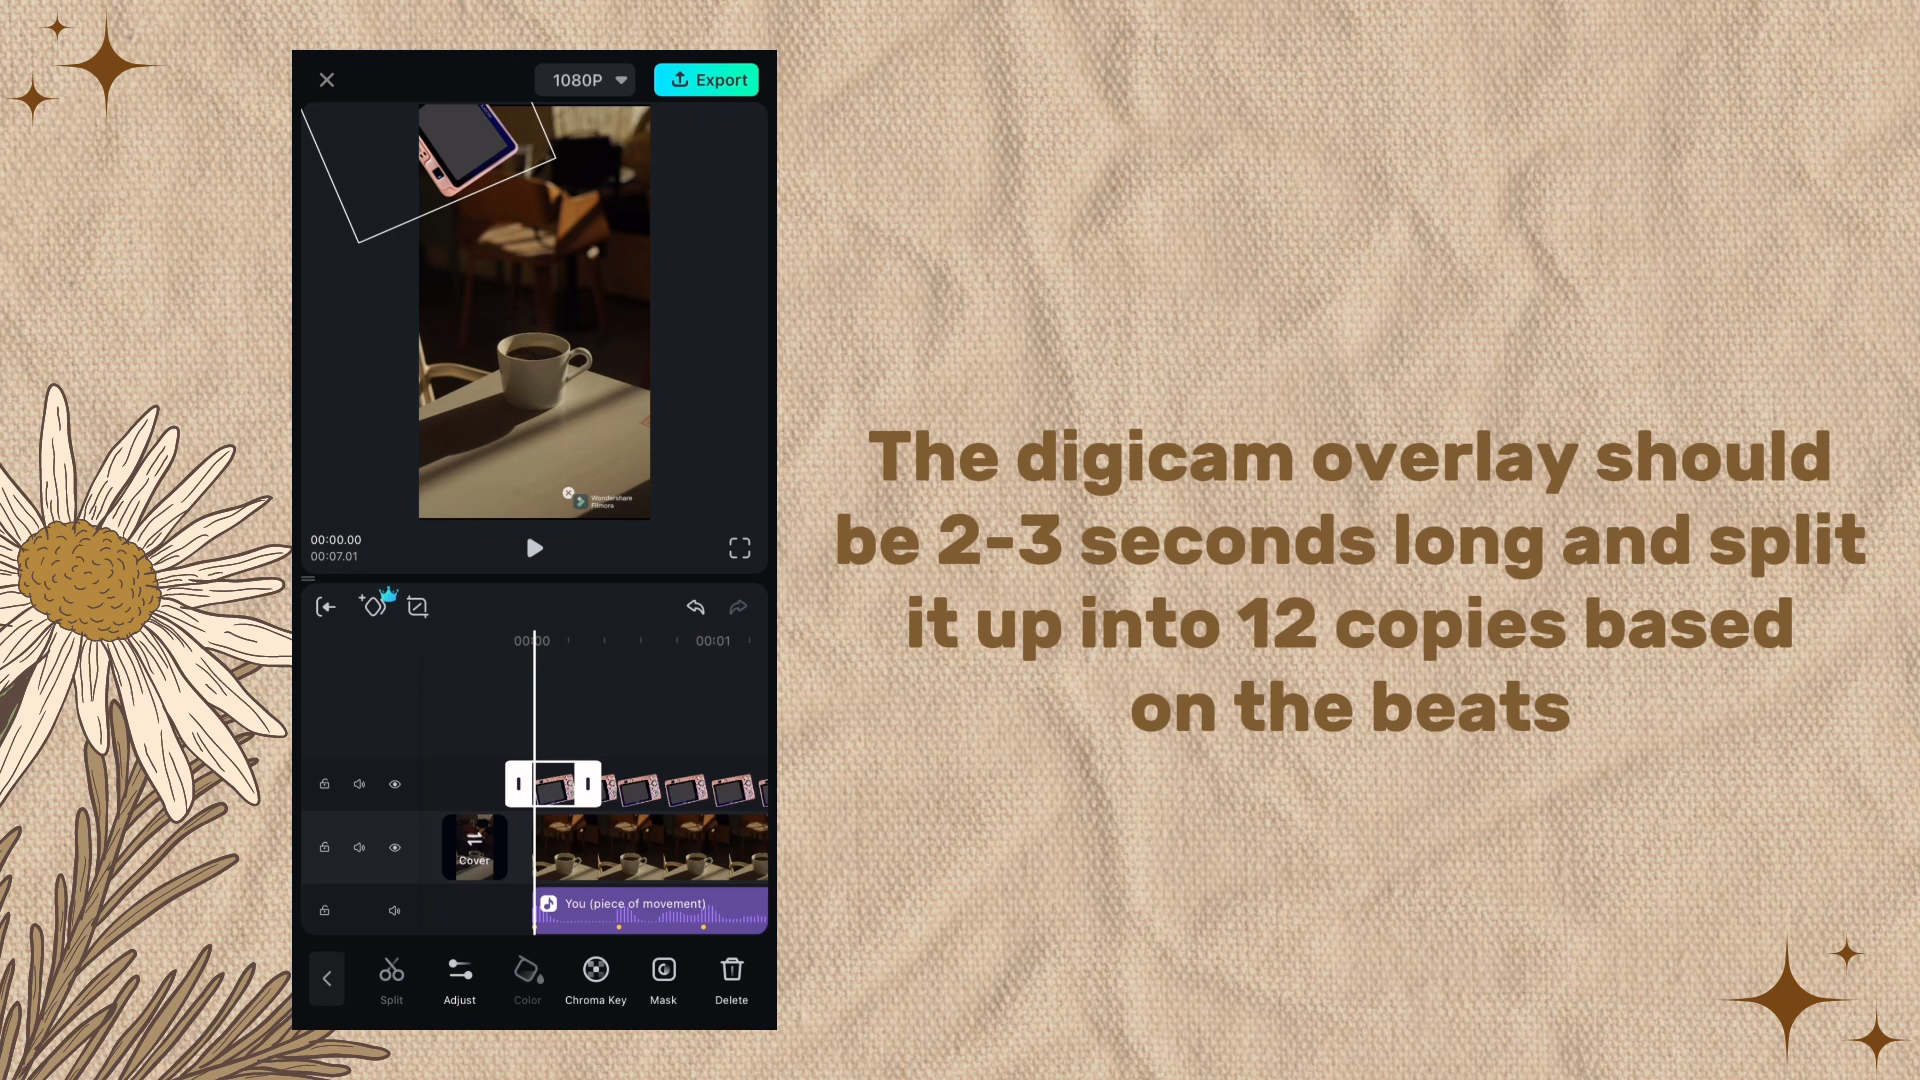 1080P
Export
Wondershare
Filmora
00:00.00
00:07.01
00:00
00:01
Cover
You (piece of movement)
Split
Adjust
Color
Chroma Key
Mask
Delete
The digicam overlay should
be 2-3 seconds long and split
it up into 12 copies based
on the beats